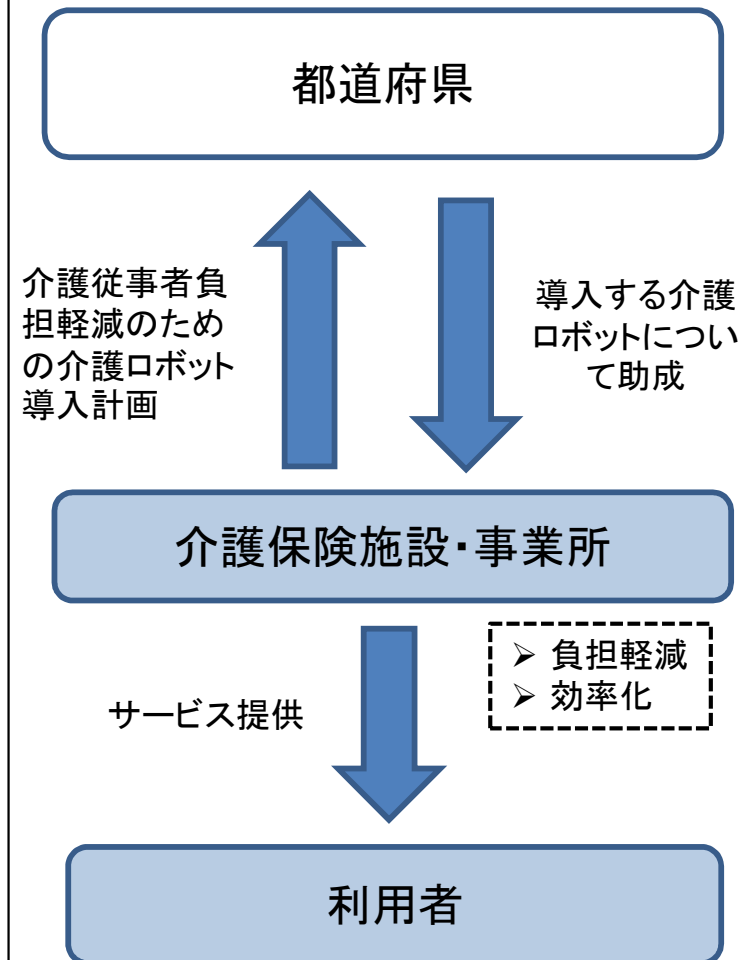 都道府県
介護従事者負
担軽減のため
の介護ロボット
導入計画
導入する介護
ロボットについ
て助成
介護保険施設・事業所
➢ 負担軽減
➢ 効率化
サービス提供
利用者